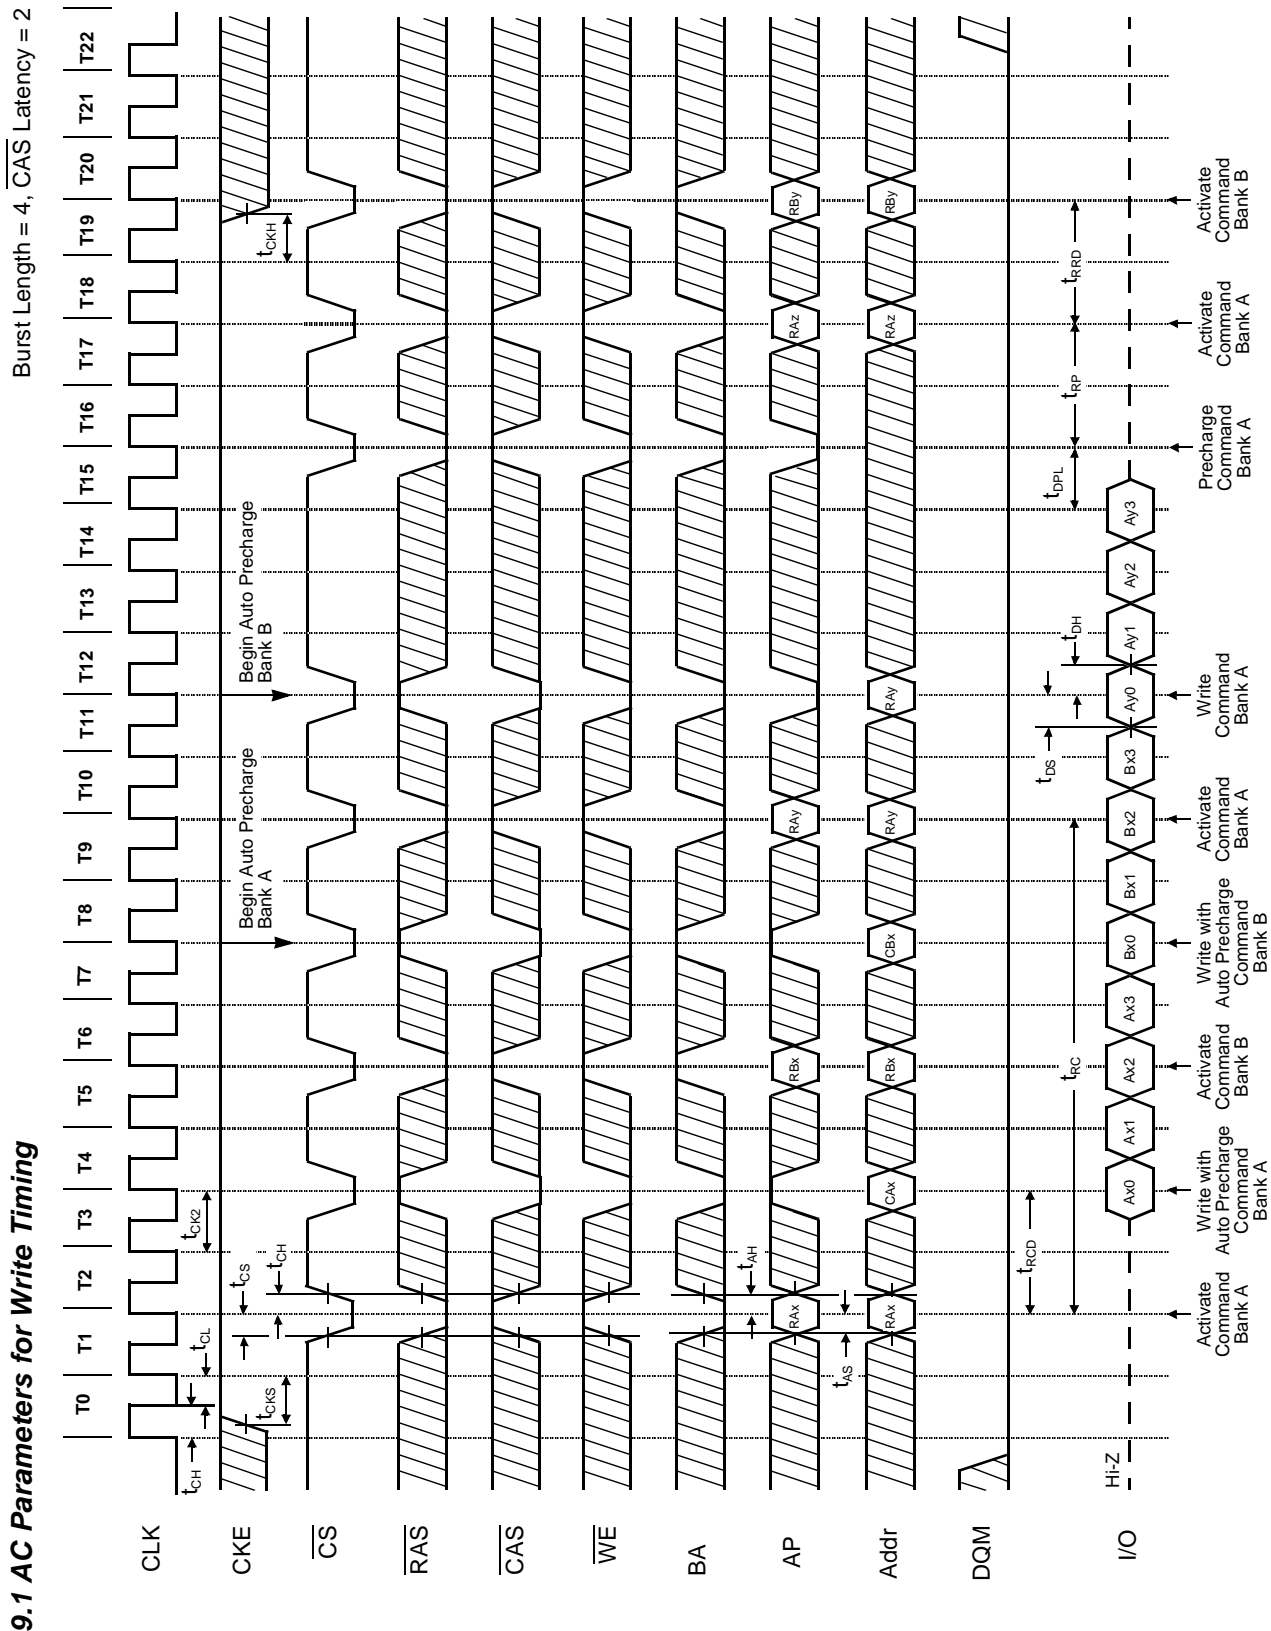 9.1 AC Parameters for Write Timing
Burst Length = 4, CAS Latency = 2
T0 T1 T2 T3 T4 T5 T6 T7 T8 T9 T10 T11 T12 T13 T14 T15 T16 T17 T18 T19 T20 T21 T22
CLK
tCH
tCL
tCK2
CKE
tCKS
tCS
tCH
Begin Auto Precharge
Bank A
Begin Auto Precharge
Bank B
tCKH
CS
RAS
CAS
WE
BA
tAH
AP
RAx RBx RAy RAz RBy
tAS
Addr
RAx CAx RBx CBx RAy RAy RAz RBy
DQM
tRCD
tRC
tDS
tDH
tDPL
tRP
tRRD
I/O
Hi-Z
Ax0 Ax1 Ax2 Ax3 Bx0 Bx1 Bx2 Bx3 Ay0 Ay1 Ay2 Ay3
Activate
Command
Bank A
Write with
Auto Precharge
Command
Bank A
Activate
Command
Bank B
Write with
Auto Precharge
Command
Bank B
Activate
Command
Bank A
Write
Command
Bank A
Precharge
Command
Bank A
Activate
Command
Bank A
Activate
Command
Bank B